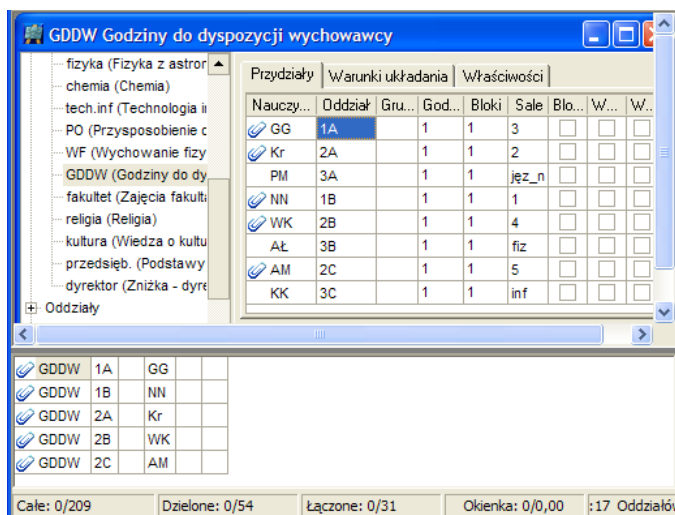 GDDW Godziny do dyspozycji wychowawcy
fizyka (Fizyka z astror
chemia (Chemia)
tech.inf (Technologia i
PO (Przysposobienie c
WF (Wychowanie fizy
GDDW (Godziny do dy
fakultet (Zajęcia fakult
religia (Religia)
kultura (Wiedza o kultu
przedsięb. (Podstawy
dyrektor (Zniżka - dyre
Oddziały
Przydziały Warunki układania Właściwości
Nauczy... Oddział Gru... God... Bloki Sale Blo... W... W...
GG 1A 1 1 3
Kr 2A 1 1 2
PM 3A 1 1 jęz_n
NN 1B 1 1 1
WK 2B 1 1 4
AŁ 3B 1 1 fiz
AM 2C 1 1 5
KK 3C 1 1 inf
GDDW 1A GG
GDDW 1B NN
GDDW 2A Kr
GDDW 2B WK
GDDW 2C AM
Całe: 0/209 Dzielone: 0/54 Łączone: 0/31 Okienka: 0/0,00 :17 Oddziałów